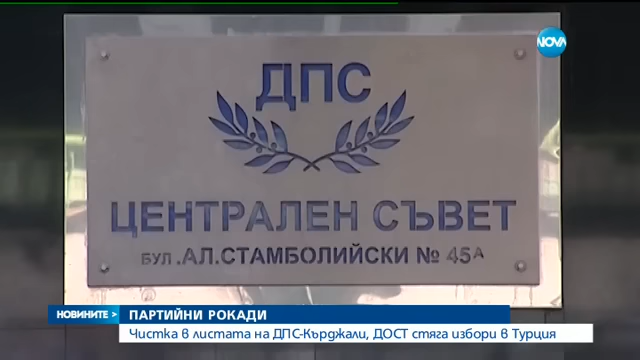 NOVA
ДПС
ЦЕНТРАЛЕН СЪВЕТ
БУЛ.АЛ.СТАМБОЛИЙСКИ № 45А
НОВИНИТЕ
ПАРТИЙНИ РОКАДИ
Чистка в листата на ДПС-Кърджали, ДОСТ стяга избори в Турция